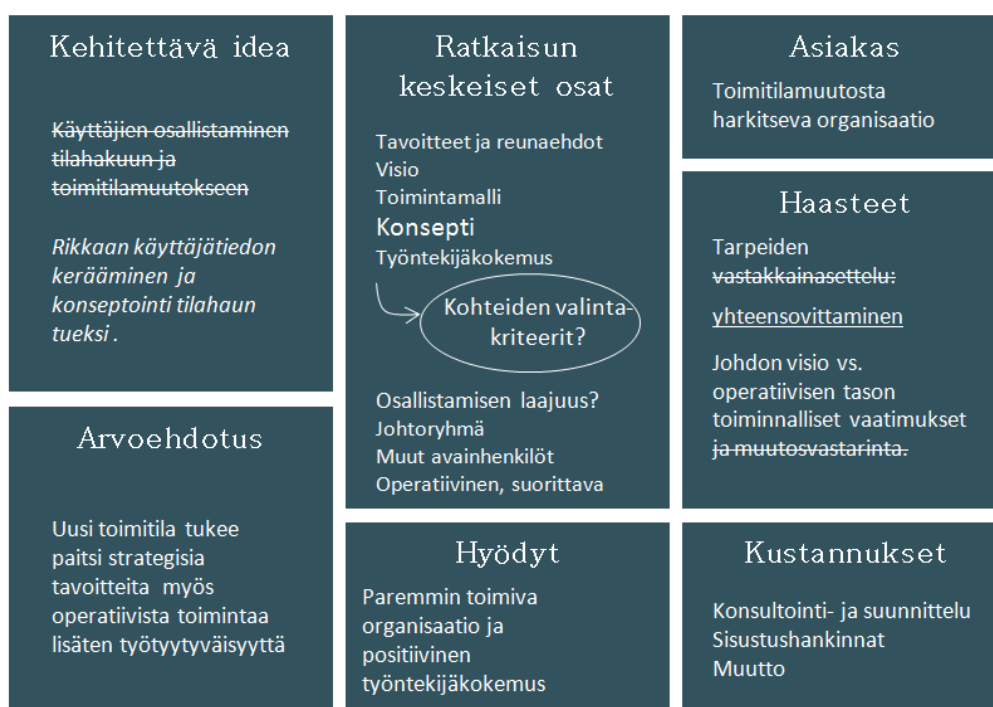 Kehitettävä idea
Käyttäjien osallistaminen
tilahakuun ja
toimitilamuutokseen
Rikkaan käyttäjätiedon
kerääminen ja
konseptointi tilahaun
tueksi .
Arvoehdotus
Uusi toimitila tukee
paitsi strategisia
tavoitteita myös
operatiivista toimintaa
lisäten työtyytyväisyyttä
Ratkaisun
keskeiset osat
Tavoitteet ja reunaehdot
Visio
Toimintamalli
Konsepti
Työntekijäkokemus
Kohteiden valinta-
kriteerit?
Osallistamisen laajuus?
Johtoryhmä
Muut avainhenkilöt
Operatiivinen, suorittava
Hyödyt
Paremmin toimiva
organisaatio ja
positiivinen
työntekijäkokemus
Asiakas
Toimitilamuutosta
harkitseva organisaatio
Haasteet
Tarpeiden
vastakkainasettelu:
yhteensovittaminen
Johdon visio vs.
operatiivisen tason
toiminnalliset vaatimukset
ja muutosvastarinta.
Kustannukset
Konsultointi- ja suunnittelu
Sisustushankinnat
Muutto